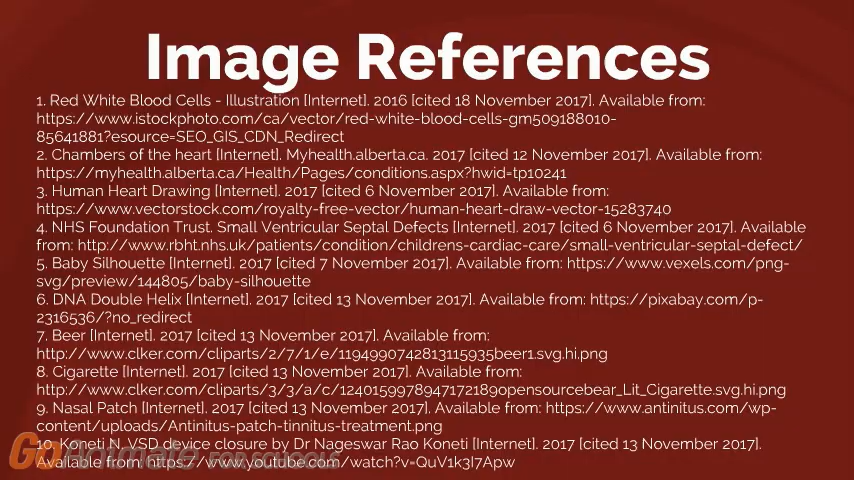 Image References
1. Red White Blood Cells - Illustration [Internet]. 2016 [cited 18 November 2017]. Available from:
https://www.istockphoto.com/ca/vector/red-white-blood-cells-gm509188010-
85641881?esource=SEO_GIS_CDN_Redirect
2. Chambers of the heart [Internet]. Myhealth.alberta.ca. 2017 [cited 12 November 2017]. Available from:
https://myhealth.alberta.ca/Health/Pages/conditions.aspx?hwid=tp10241
3. Human Heart Drawing [Internet]. 2017 [cited 6 November 2017]. Available from:
https://www.vectorstock.com/royalty-free-vector/human-heart-draw-vector-15283740
4. NHS Foundation Trust. Small Ventricular Septal Defects [Internet]. 2017 [cited 6 November 2017]. Available
from: http://www.rbht.nhs.uk/patients/condition/childrens-cardiac-care/small-ventricular-septal-defect/
5. Baby Silhouette [Internet]. 2017 [cited 7 November 2017]. Available from: https://www.vexels.com/png-
svg/preview/144805/baby-silhouette
6. DNA Double Helix [Internet]. 2017 [cited 13 November 2017]. Available from: https://pixabay.com/p-
2316536/?no_redirect
7. Beer [Internet]. 2017 [cited 13 November 2017]. Available from:
http://www.clker.com/cliparts/2/7/1/e/1194990742813115935beer1.svg.hi.png
8. Cigarette [Internet]. 2017 [cited 13 November 2017]. Available from:
http://www.clker.com/cliparts/3/3/a/c/12401599789471721890pensourcebear_Lit_Cigarette.svg.hi.png
9. Nasal Patch [Internet]. 2017 [cited 13 November 2017]. Available from: https://www.antinitus.com/wp-
content/uploads/Antinitus-patch-tinnitus-treatment.png
10. Koneti N. VSD device closure by Dr Nageswar Rao Koneti [Internet]. 2017 [cited 13 November 2017].
Available from: https://www.youtube.com/watch?v=QuV1k3I7Apw
GoAnimate FOR SCHOOLS